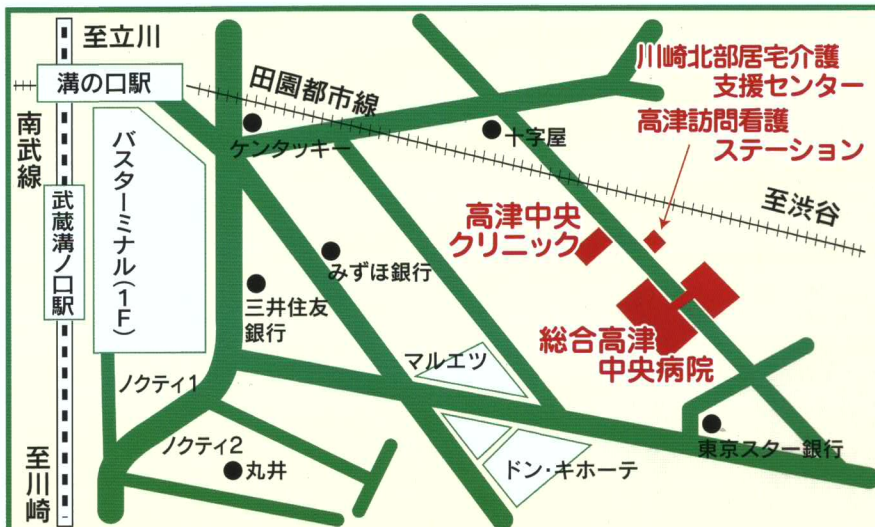 至立川
溝の口駅
田園都市線
南武線
武蔵溝ノ口駅
バスターミナル(1F)
ケンタッキー
十字屋
川崎北部居宅介護
支援センター
高津訪問看護
ステーション
至渋谷
高津中央
クリニック
みずほ銀行
三井住友
銀行
総合高津
中央病院
マルエツ
ノクティ1
ノクティ2
丸井
ドン・キホーテ
東京スター銀行
至川崎